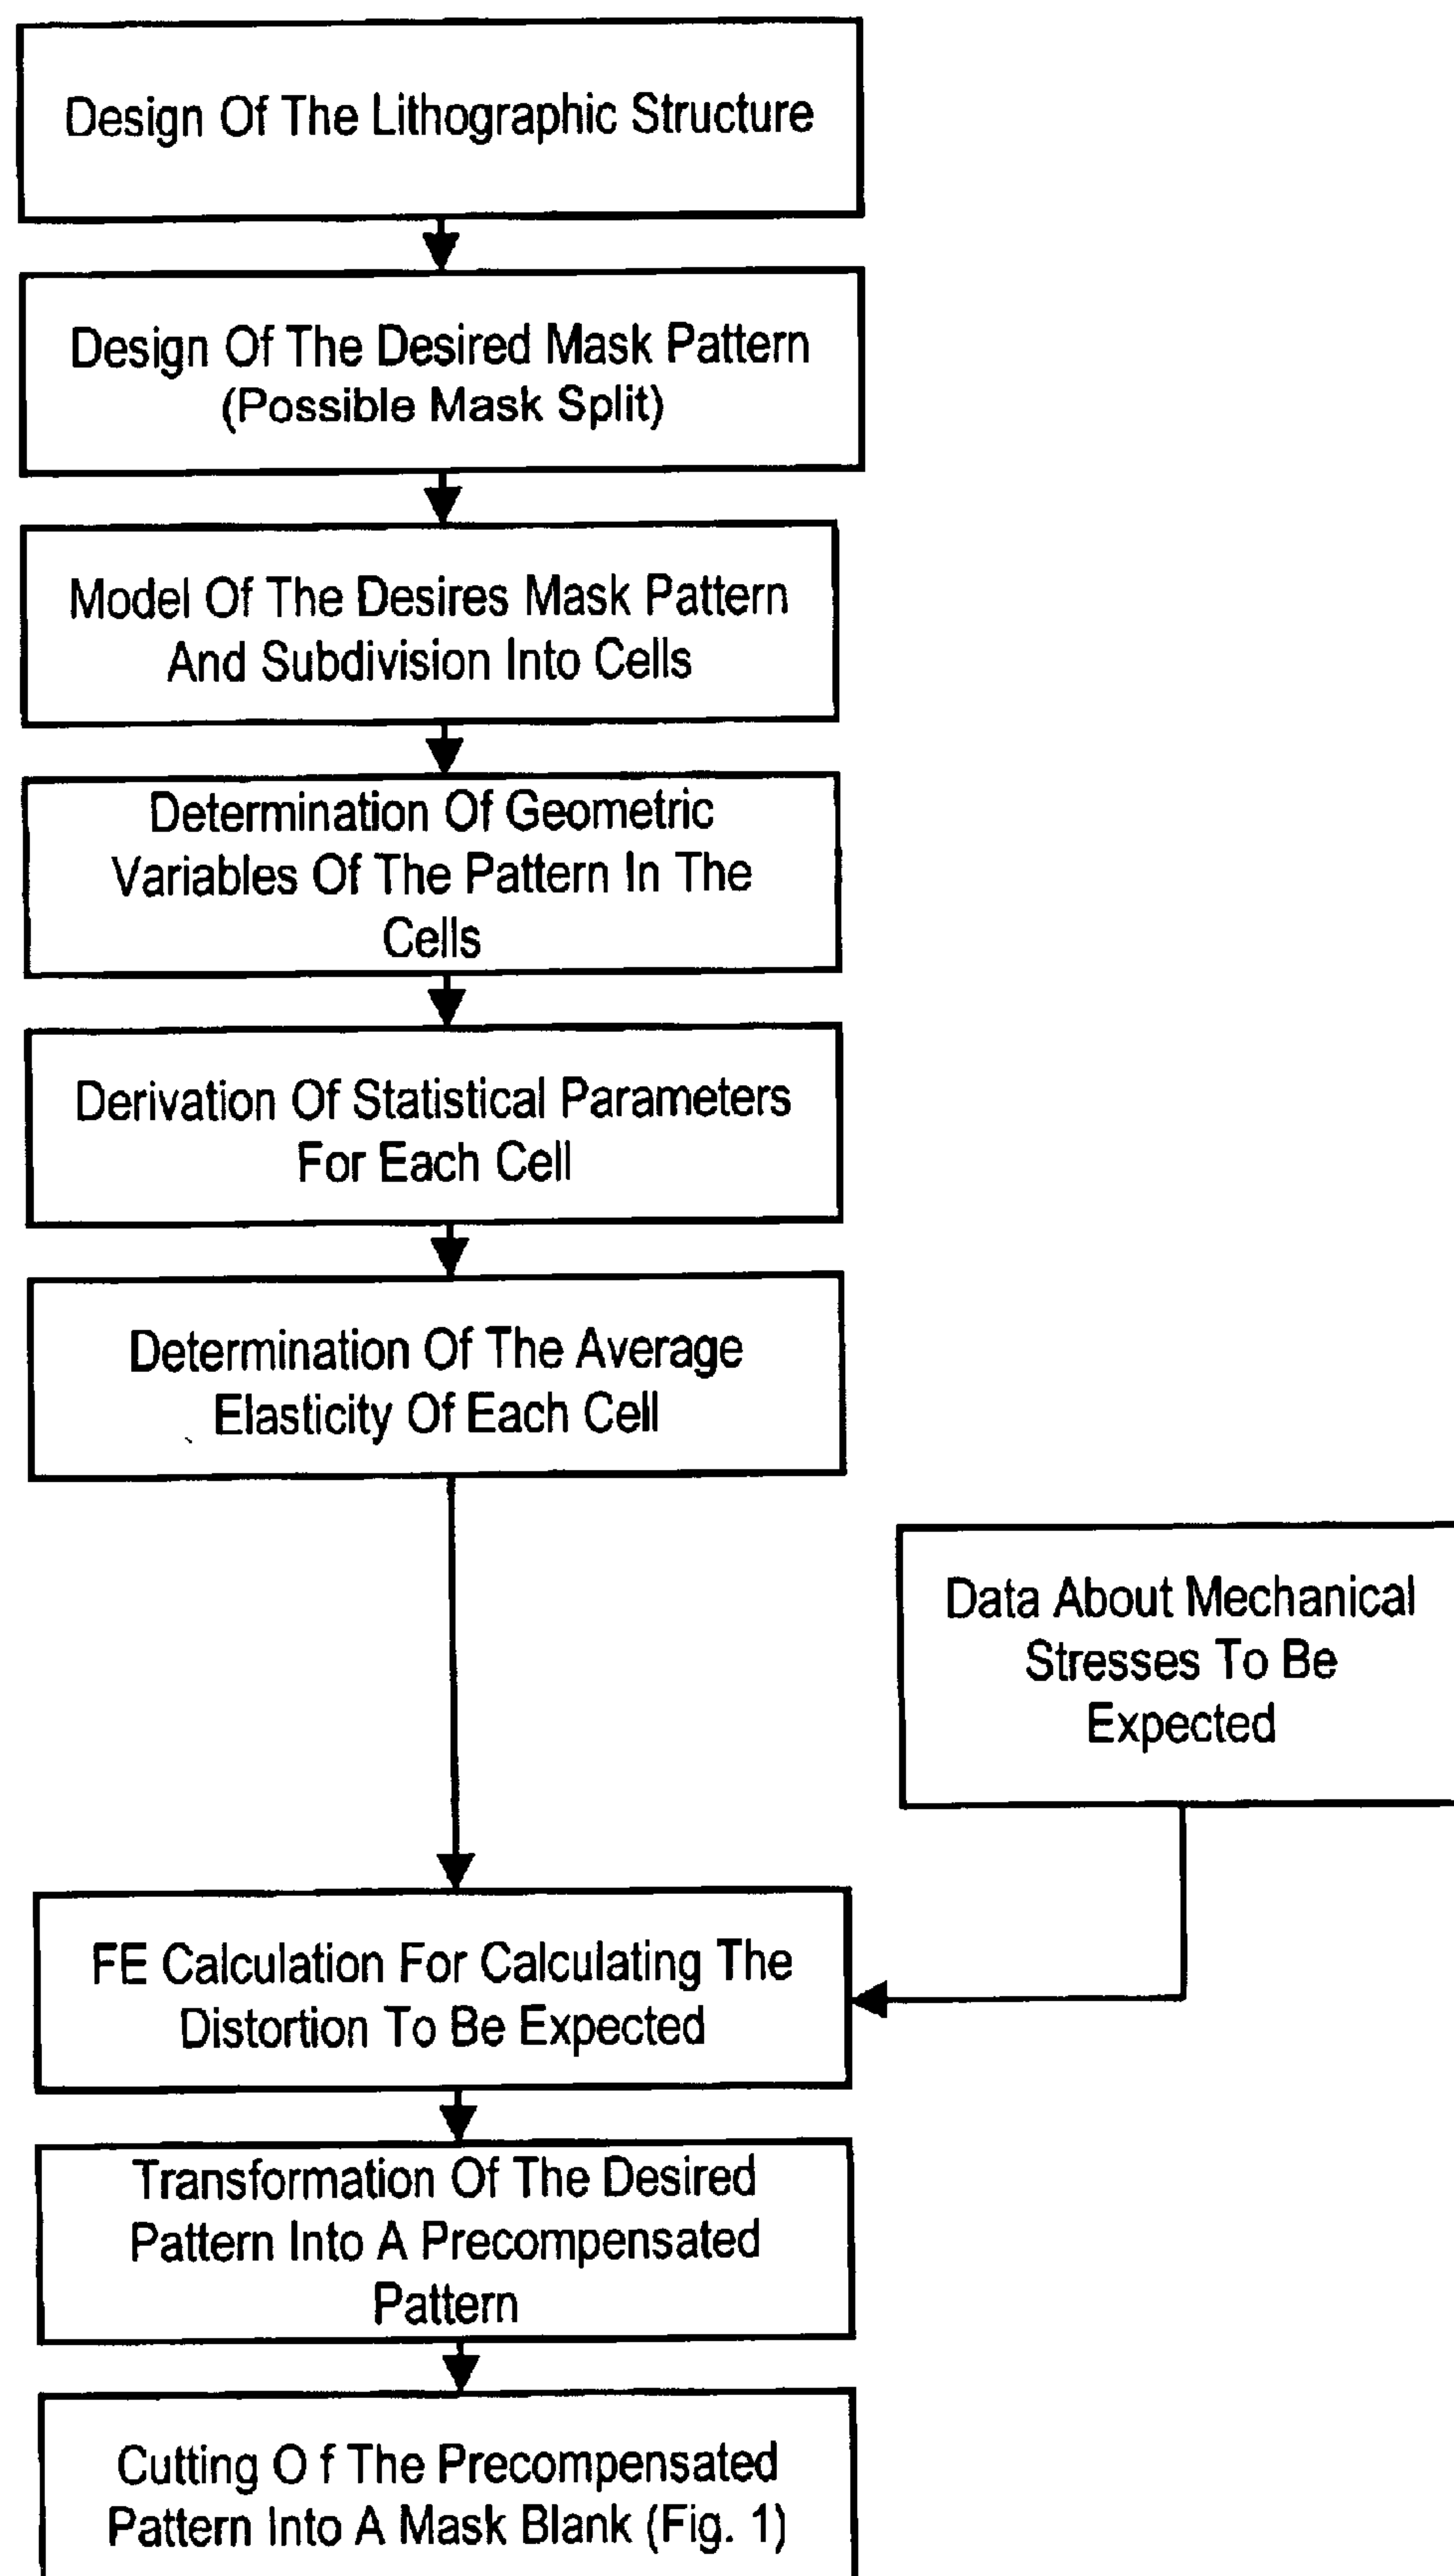 Design Of The Lithographic Structure
Design Of The Desired Mask Pattern
(Possible Mask Split)
Model Of The Desires Mask Pattern
And Subdivision Into Cells
Determination Of Geometric
Variables Of The Pattern In The
Cells
Derivation Of Statistical Parameters
For Each Cell
Determination Of The Average
Elasticity Of Each Cell
Data About Mechanical
Stresses To Be
Expected
FE Calculation For Calculating The
Distortion To Be Expected
Transformation Of The Desired
Pattern Into A Precompensated
Pattern
Cutting O f The Precompensated
Pattern Into A Mask Blank (Fig. 1)